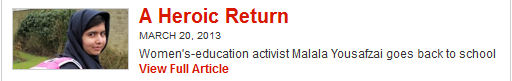 A Heroic Return
MARCH 20, 2013
Women's-education activist Malala Yousafzai goes back to school
View Full Article